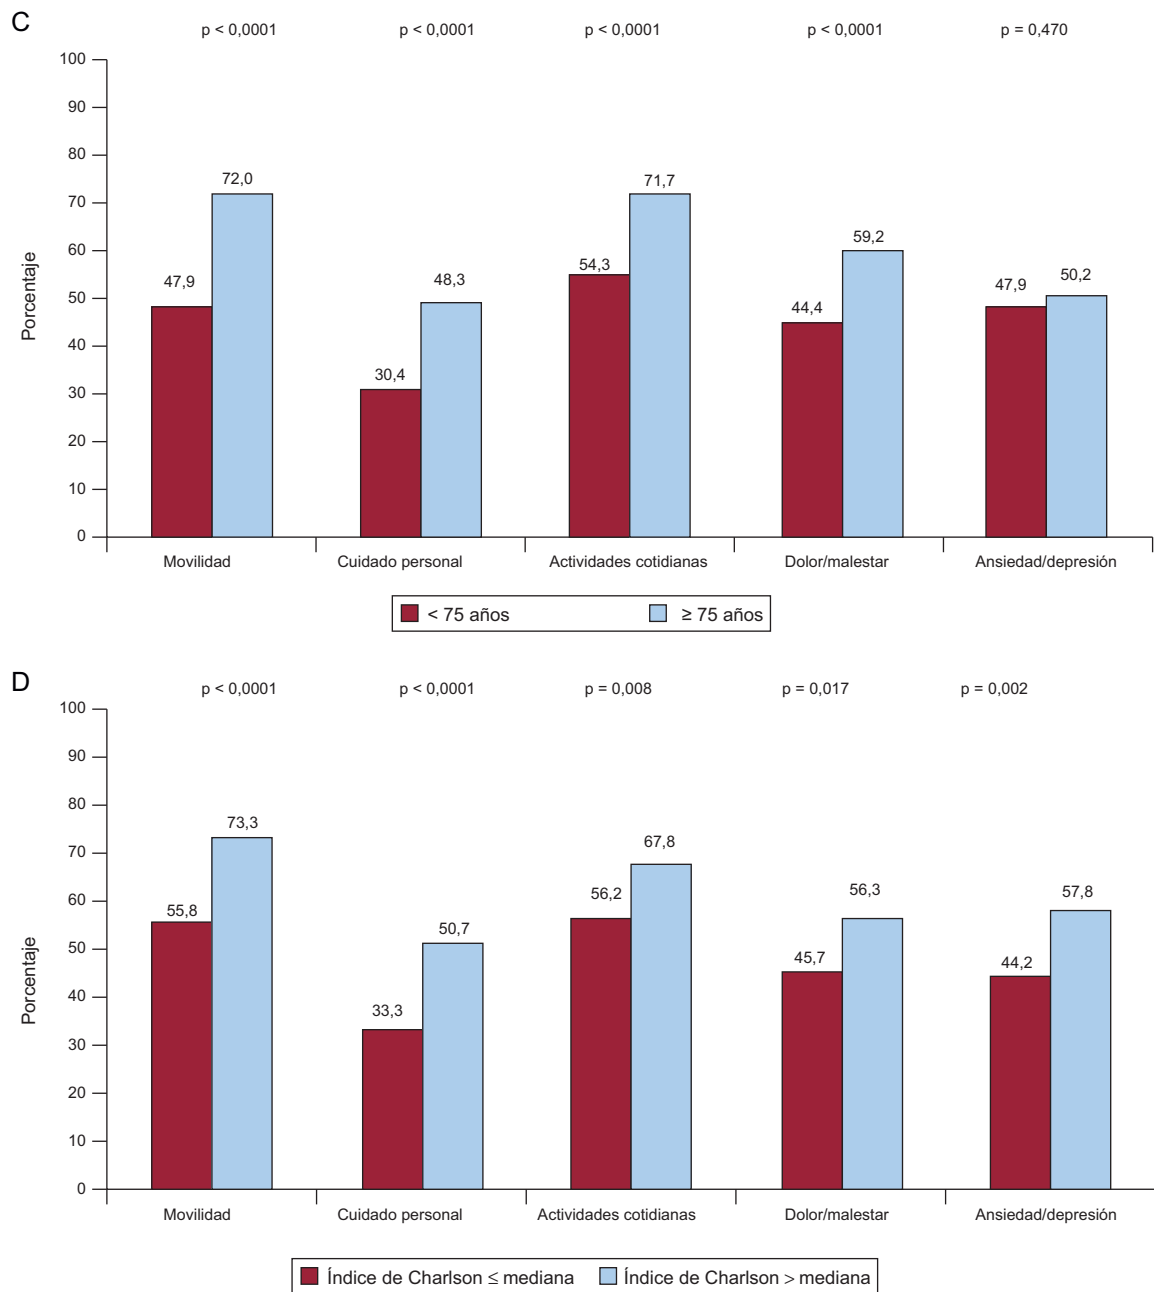 C
p < 0,0001 p < 0,0001 p < 0,0001 p < 0,0001 p = 0,470
Porcentaje
100
90
80
70
60
50
40
30
20
10
0
47,9 72,0 30,4 48,3 54,3 71,7 44,4 59,2 47,9 50,2
Movilidad Cuidado personal Actividades cotidianas Dolor/malestar Ansiedad/depresión
< 75 años ≥ 75 años
D
p < 0,0001 p < 0,0001 p = 0,008 p = 0,017 p = 0,002
Porcentaje
100
90
80
70
60
50
40
30
20
10
0
55,8 73,3 33,3 50,7 56,2 67,8 45,7 56,3 44,2 57,8
Movilidad Cuidado personal Actividades cotidianas Dolor/malestar Ansiedad/depresión
Índice de Charlson ≤ mediana Índice de Charlson > mediana